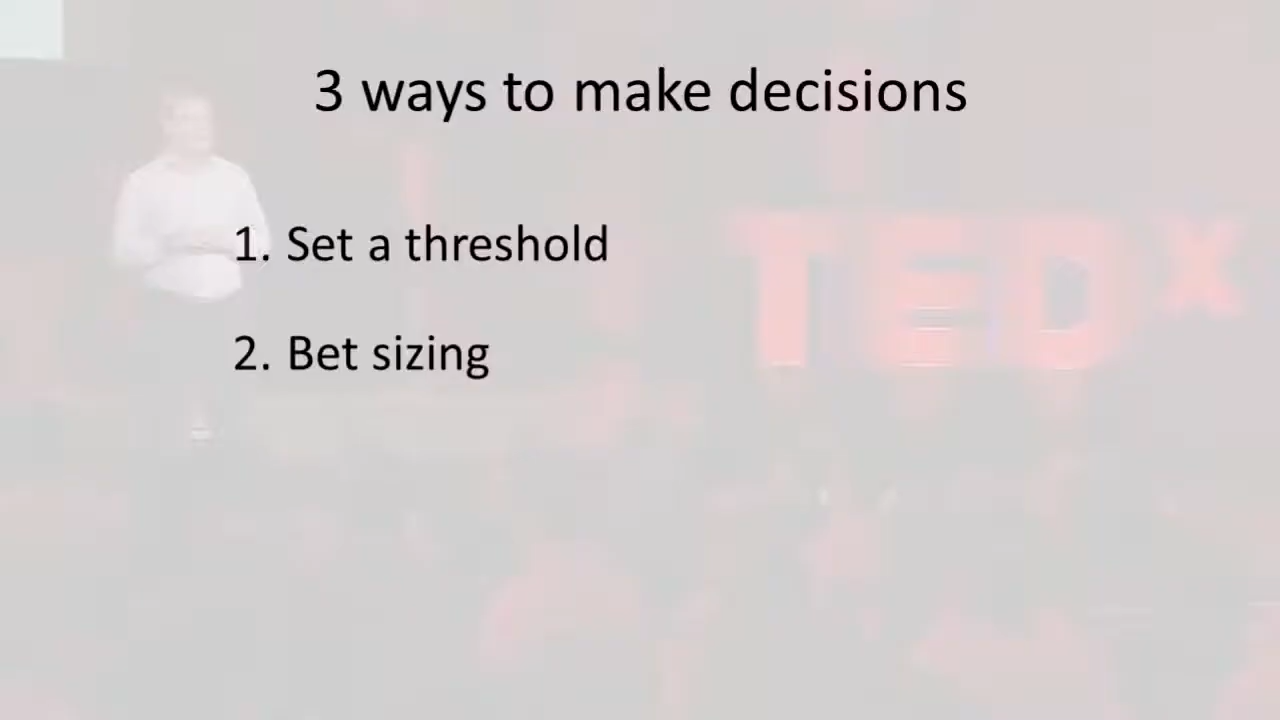 3 ways to make decisions
1. Set a threshold
2. Bet sizing
TEDx